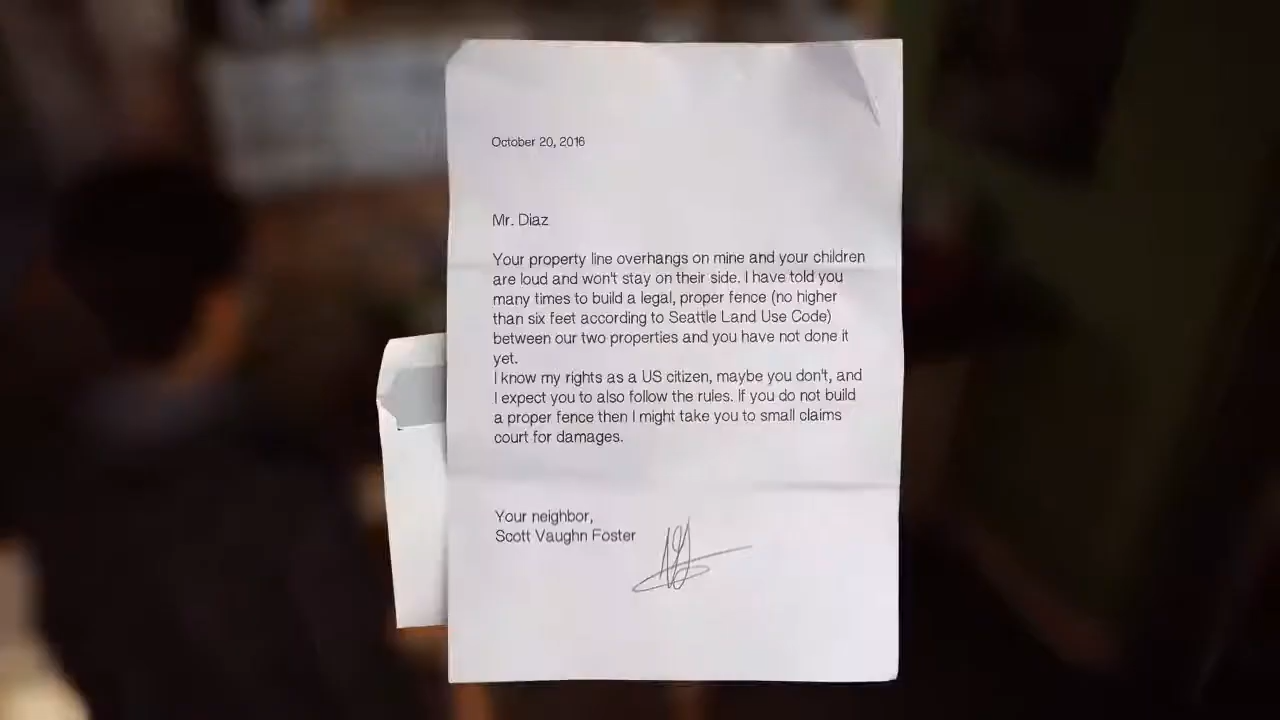 October 20, 2016
Mr. Diaz
Your property line overhangs on mine and your children
are loud and won't stay on their side. I have told you
many times to build a legal, proper fence (no higher
than six feet according to Seattle Land Use Code)
between our two properties and you have not done it
yet.
I know my rights as a US citizen, maybe you don't, and
I expect you to also follow the rules. If you do not build
a proper fence then I might take you to small claims
court for damages.
Your neighbor,
Scott Vaughn Foster